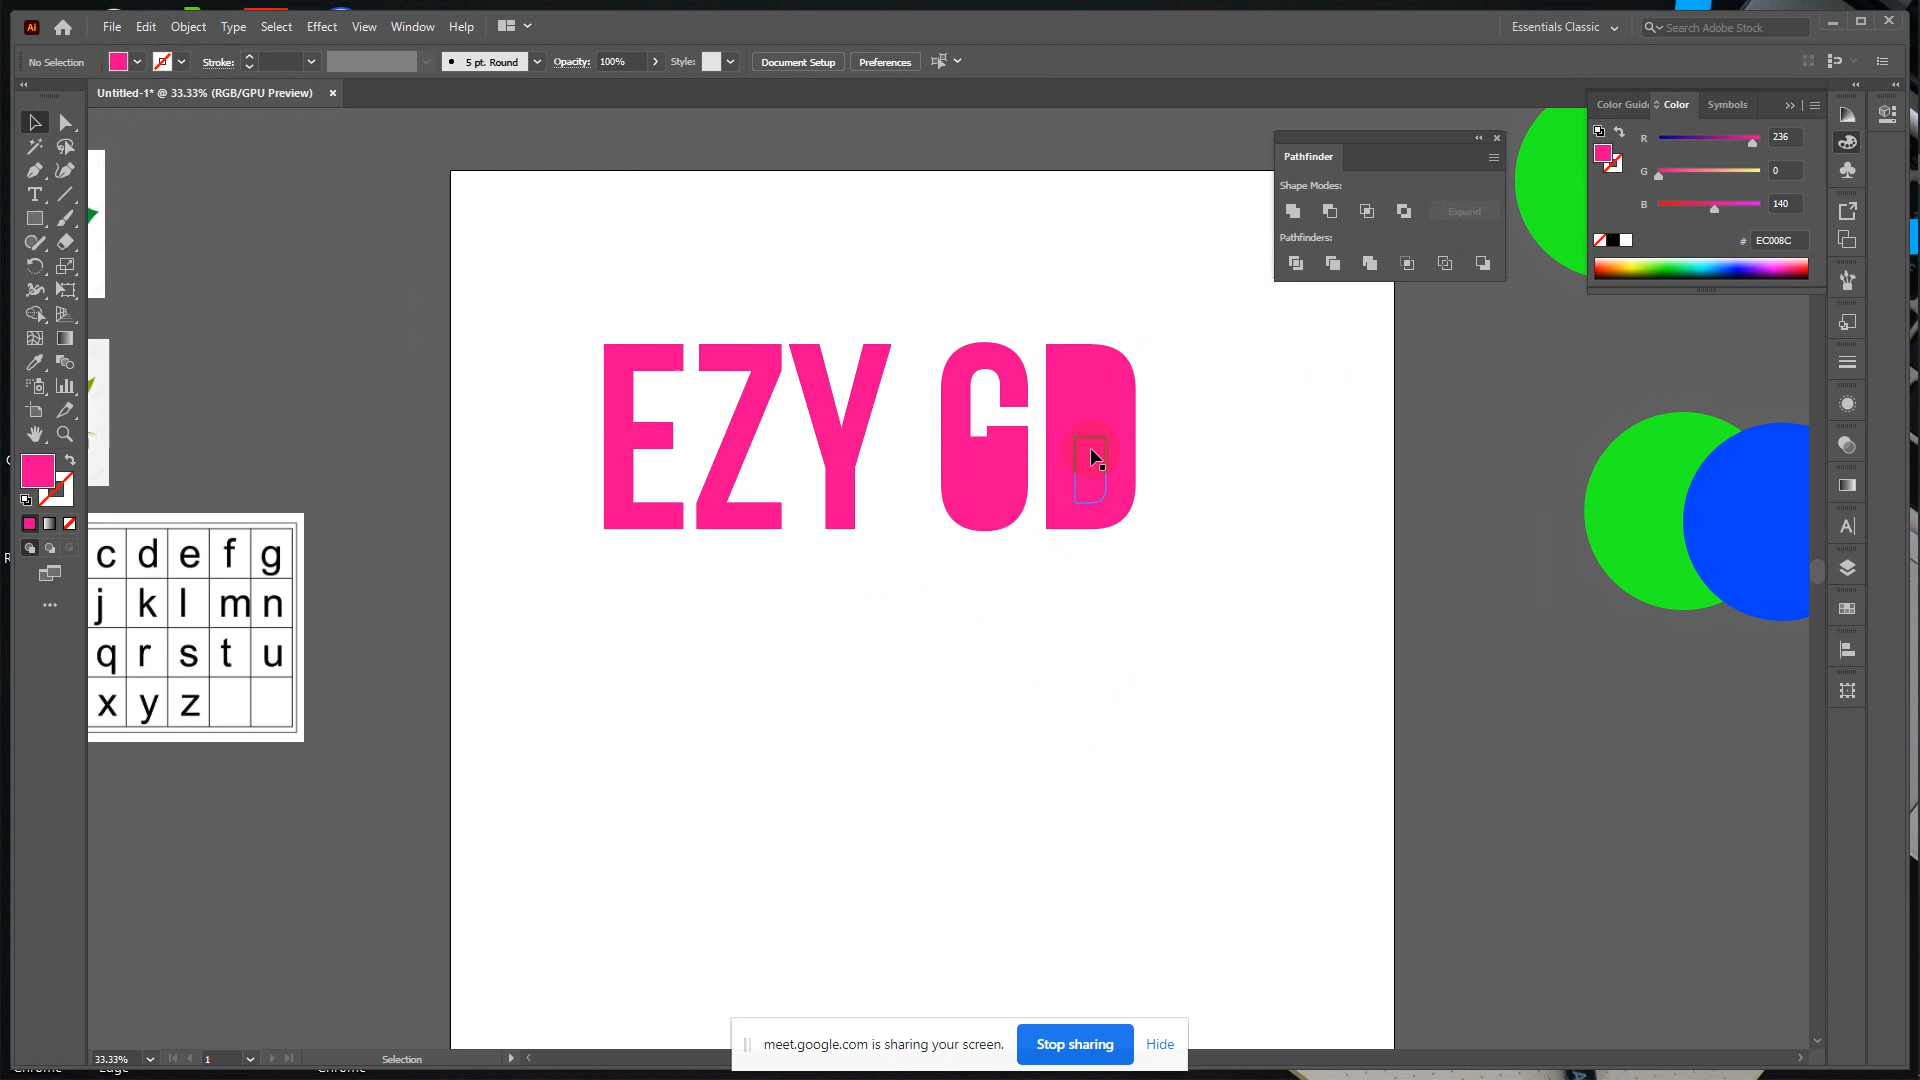 Ai File Edit Object Type Select Effect View Window Help Essentials Classic Search Adobe Stock
No Selection Stroke: 5 pt. Round Opacity: 100% Style: Document Setup Preferences
Untitled-1* @ 33.33% (RGB/GPU Preview)
Color Guide Color Symbols
R 236
G 0
B 140
# EC008C
Pathfinder
Shape Modes:
Expand
Pathfinders:
EZY GD
c d e f g
j k l m n
q r s t u
x y z
meet.google.com is sharing your screen. Stop sharing Hide
33.33% 1 Selection